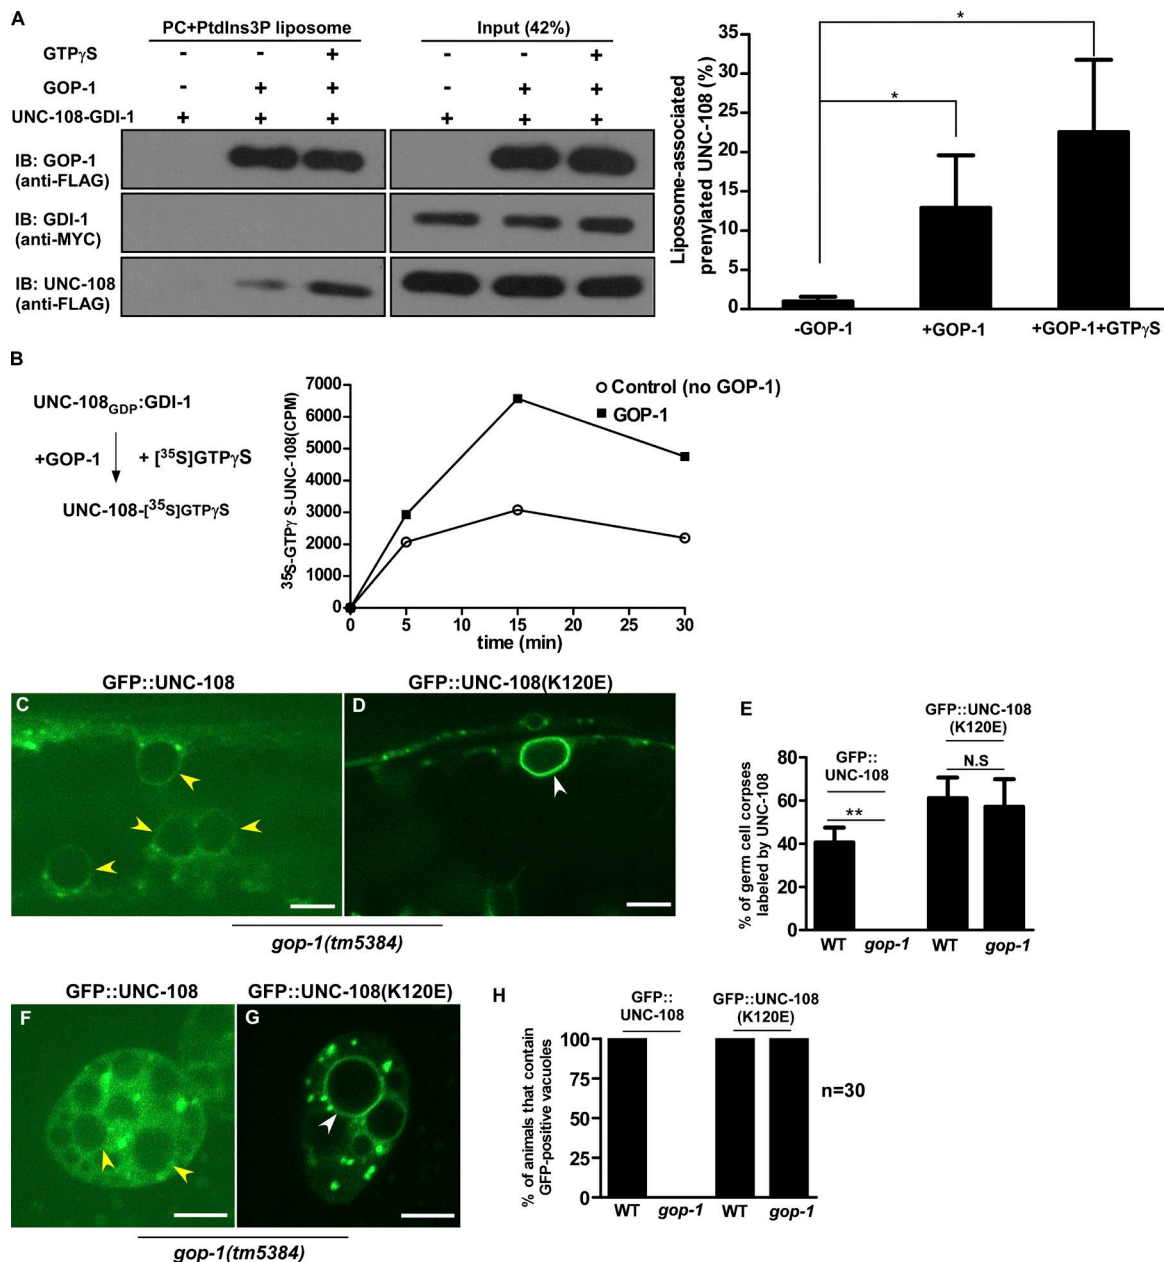 A
PC+PtdIns3P liposome
Input (42%)
GTPγS
- - + - - +
GOP-1
- + + - + +
UNC-108-GDI-1
+ + + + + +
IB: GOP-1
(anti-FLAG)
IB: GDI-1
(anti-MYC)
IB: UNC-108
(anti-FLAG)
Liposome-associated
prenylated UNC-108 (%)
35
30
25
20
15
10
5
0
*
*
-GOP-1
+GOP-1
+GOP-1+GTPγS
B
UNC-108GDP:GDI-1
+GOP-1
+ [35S]GTPγS
UNC-108-[35S]GTPγS
35S-GTPγ S-UNC-108(CPM)
7000
6000
5000
4000
3000
2000
1000
0
0 5 10 15 20 25 30
time (min)
Control (no GOP-1)
GOP-1
GFP::UNC-108
GFP::UNC-108(K120E)
C
D
gop-1(tm5384)
E
GFP::
UNC-108
GFP::UNC-108
(K120E)
**
N.S
% of germ cell corpses
labeled by UNC-108
80
60
40
20
0
WT gop-1 WT gop-1
GFP::UNC-108
GFP::UNC-108(K120E)
F
G
gop-1(tm5384)
H
GFP::
UNC-108
GFP::UNC-108
(K120E)
% of animals that contain
GFP-positive vacuoles
100
75
50
25
0
WT gop-1 WT gop-1
n=30